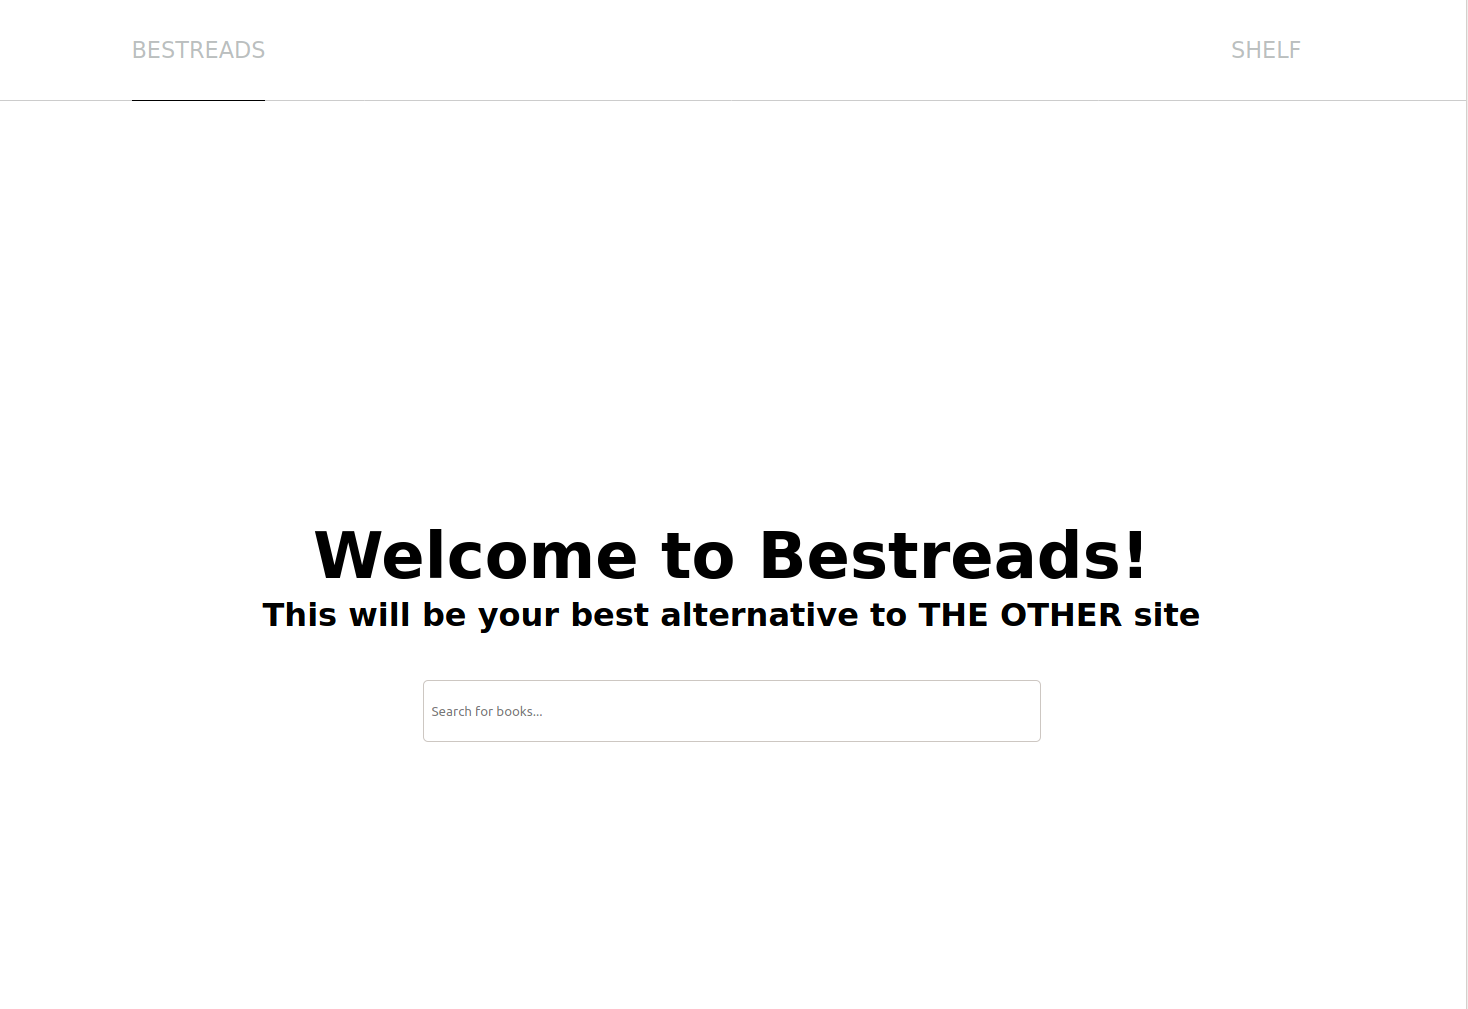 BESTREADS
SHELF
Welcome to Bestreads!
This will be your best alternative to THE OTHER site
Search for books...